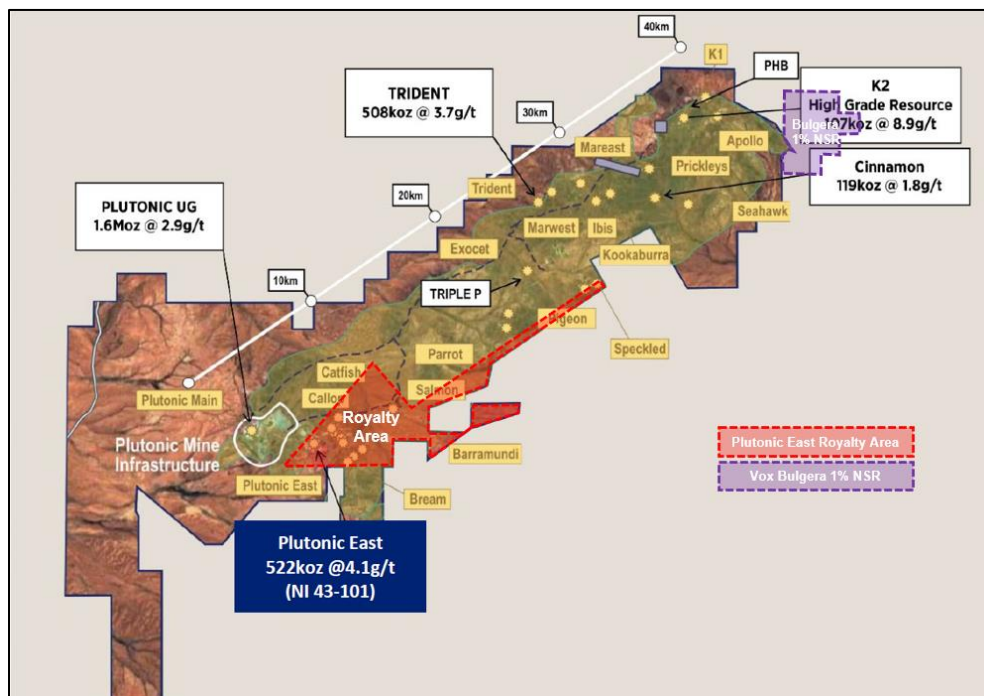 40km
K1
PHB
TRIDENT
508koz @ 3.7g/t
30km
K2
High Grade Resource
107koz @ 8.9g/t
Bulgera
1% NSR
Mareast
Apollo
Prickleys
Cinnamon
119koz @ 1.8g/t
Trident
20km
PLUTONIC UG
1.6Moz @ 2.9g/t
Marwest
Ibis
Seahawk
Exocet
Kookaburra
10km
TRIPLE P
Pigeon
Speckled
Parrot
Catfish
Callop
Salmon
Plutonic Main
Royalty
Area
Plutonic Mine
Infrastructure
Barramundi
Plutonic East Royalty Area
Vox Bulgera 1% NSR
Plutonic East
Bream
Plutonic East
522koz @4.1g/t
(NI 43-101)